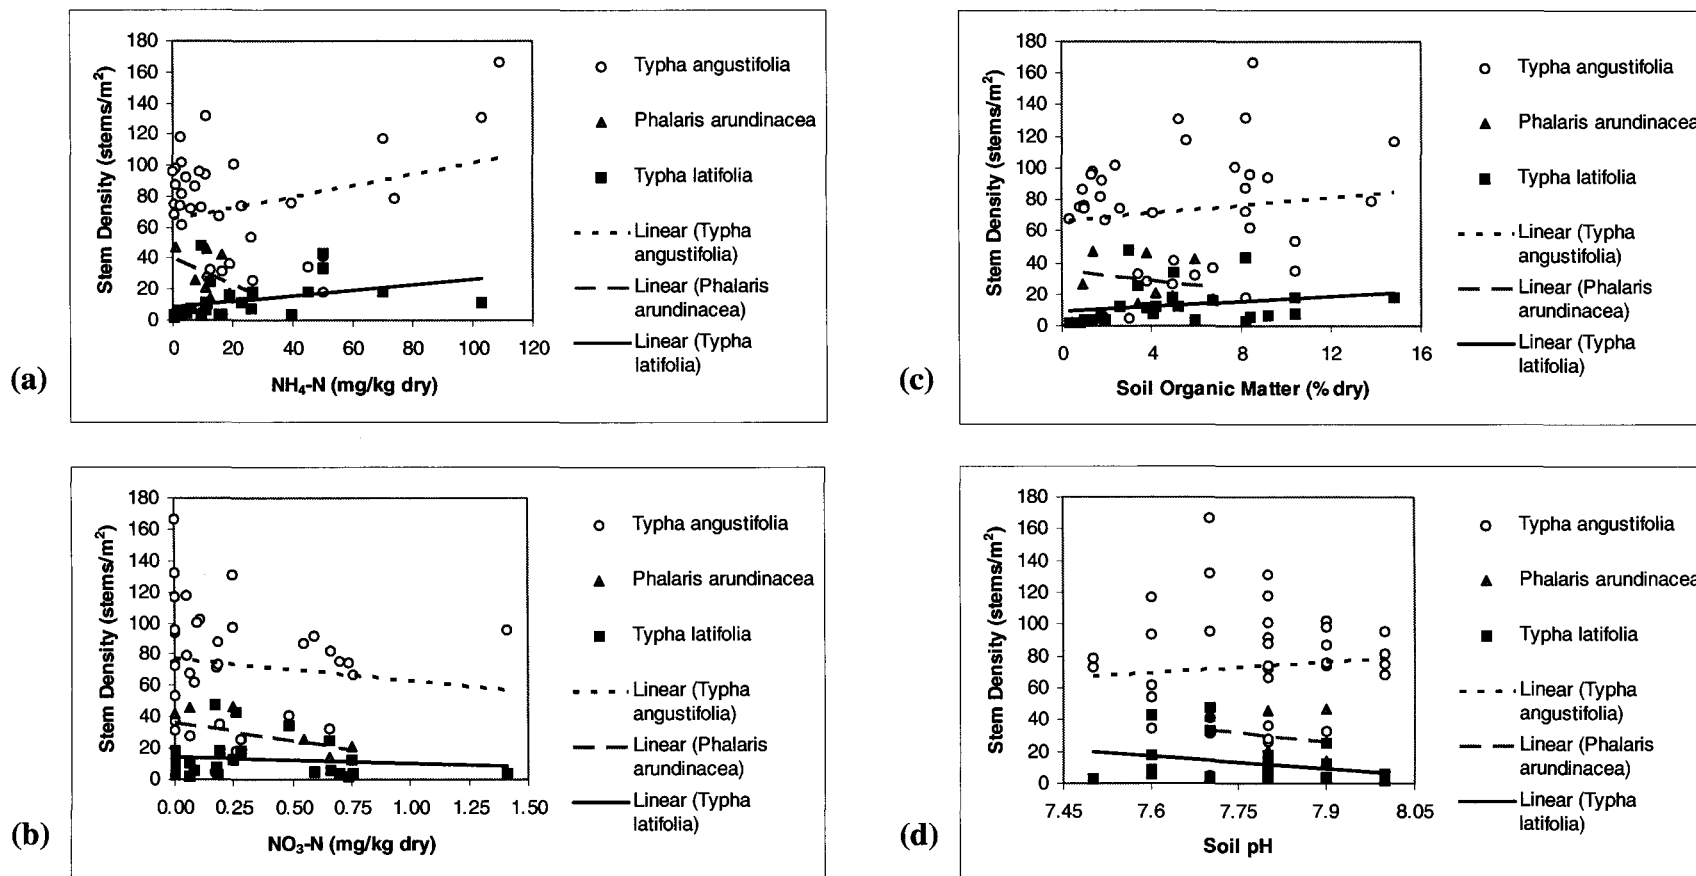 (a)
Stem Density (stems/m²)
180
160
140
120
100
80
60
40
20
0
0 20 40 60 80 100 120
NH₄-N (mg/kg dry)
Typha angustifolia
Phalaris arundinacea
Typha latifolia
Linear (Typha
angustifolia)
Linear (Phalaris
arundinacea)
Linear (Typha
latifolia)
(c)
Stem Density (stems/m²)
180
160
140
120
100
80
60
40
20
0
0 4 8 12 16
Soil Organic Matter (% dry)
Typha angustifolia
Phalaris arundinacea
Typha latifolia
Linear (Typha
angustifolia)
Linear (Phalaris
arundinacea)
Linear (Typha
latifolia)
(b)
Stem Density (stems/m²)
180
160
140
120
100
80
60
40
20
0
0.00 0.25 0.50 0.75 1.00 1.25 1.50
NO₃-N (mg/kg dry)
Typha angustifolia
Phalaris arundinacea
Typha latifolia
Linear (Typha
angustifolia)
Linear (Phalaris
arundinacea)
Linear (Typha
latifolia)
(d)
Stem Density (stems/m²)
180
160
140
120
100
80
60
40
20
0
7.45 7.6 7.75 7.9 8.05
Soil pH
Typha angustifolia
Phalaris arundinacea
Typha latifolia
Linear (Typha
angustifolia)
Linear (Phalaris
arundinacea)
Linear (Typha
latifolia)